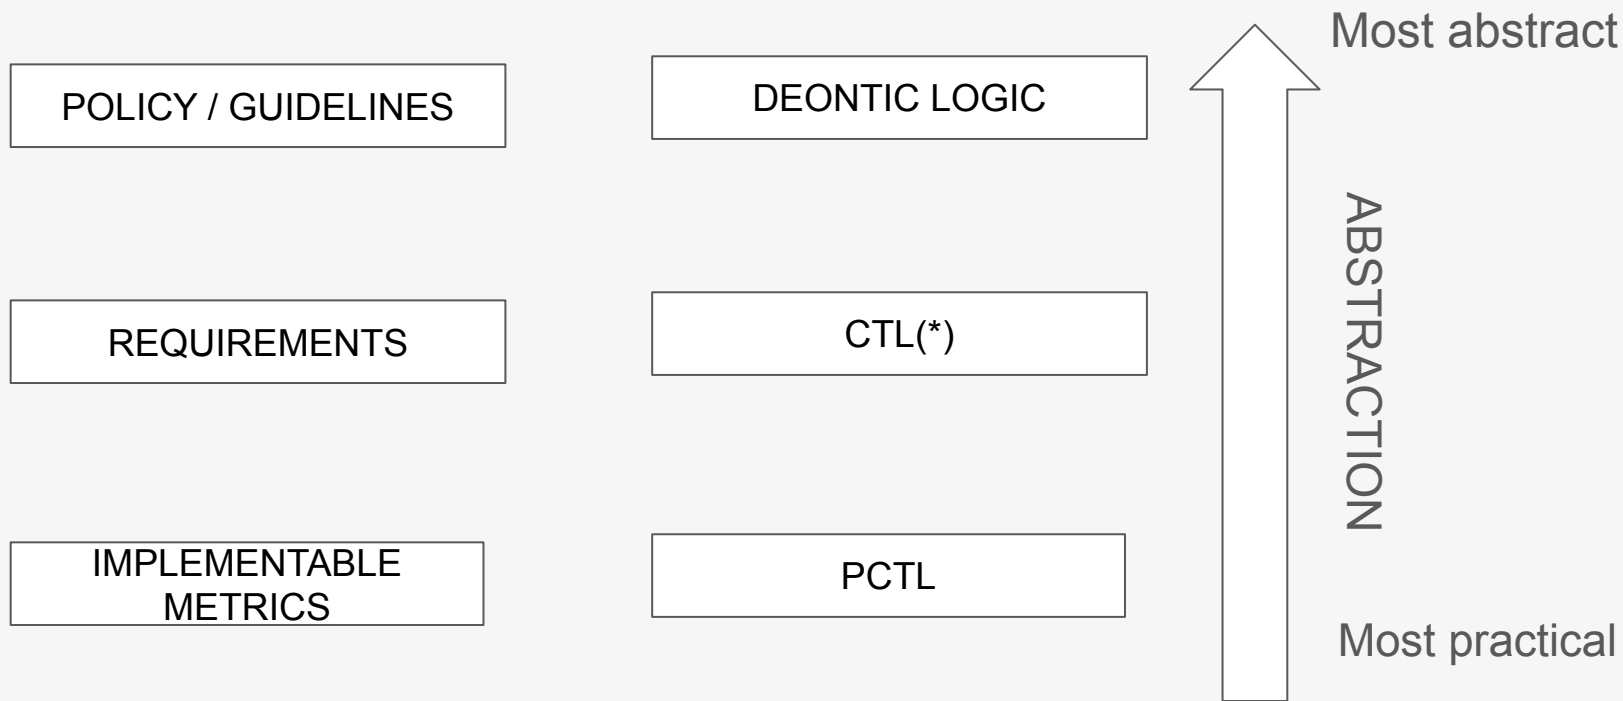 Most abstract
POLICY / GUIDELINES
DEONTIC LOGIC
ABSTRACTION
REQUIREMENTS
CTL(*)
IMPLEMENTABLE
METRICS
PCTL
Most practical